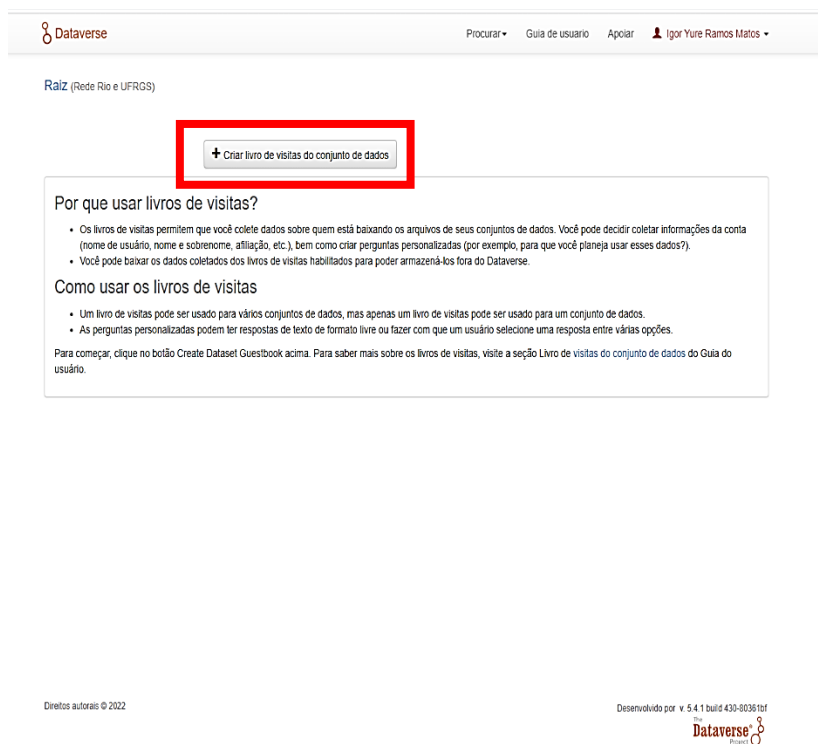 Dataverse
Procurar
Guia de usuario
Apoiar
Igor Yure Ramos Matos
Raiz (Rede Rio e UFRGS)
+ Criar livro de visitas do conjunto de dados
Por que usar livros de visitas?
• Os livros de visitas permitem que você colete dados sobre quem está baixando os arquivos de seus conjuntos de dados. Você pode decidir coletar informações da conta
(nome de usuário, nome e sobrenome, afiliação, etc.), bem como criar perguntas personalizadas (por exemplo, para que você planeja usar esses dados?).
• Você pode baixar os dados coletados dos livros de visitas habilitados para poder armazená-los fora do Dataverse.
Como usar os livros de visitas
• Um livro de visitas pode ser usado para vários conjuntos de dados, mas apenas um livro de visitas pode ser usado para um conjunto de dados.
• As perguntas personalizadas podem ter respostas de texto de formato livre ou fazer com que um usuário selecione uma resposta entre várias opções.
Para começar, clique no botão Create Dataset Guestbook acima. Para saber mais sobre os livros de visitas, visite a seção Livro de visitas do conjunto de dados do Guia do
usuário.
Direitos autorais © 2022
Desenvolvido por v. 5.4.1 build 430-80361bf
The
Dataverse®
Project